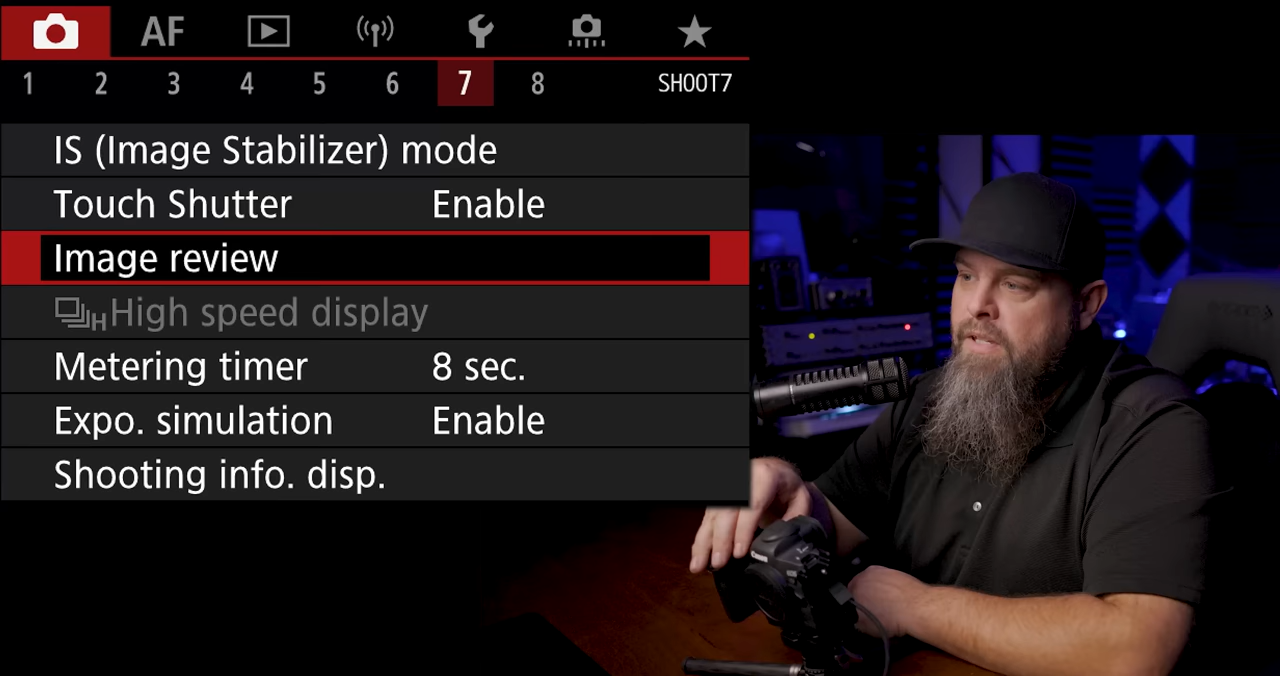 AF
1 2 3 4 5 6 7 8 SHOOT7
IS (Image Stabilizer) mode
Touch Shutter Enable
Image review
H High speed display
Metering timer 8 sec.
Expo. simulation Enable
Shooting info. disp.
Canon